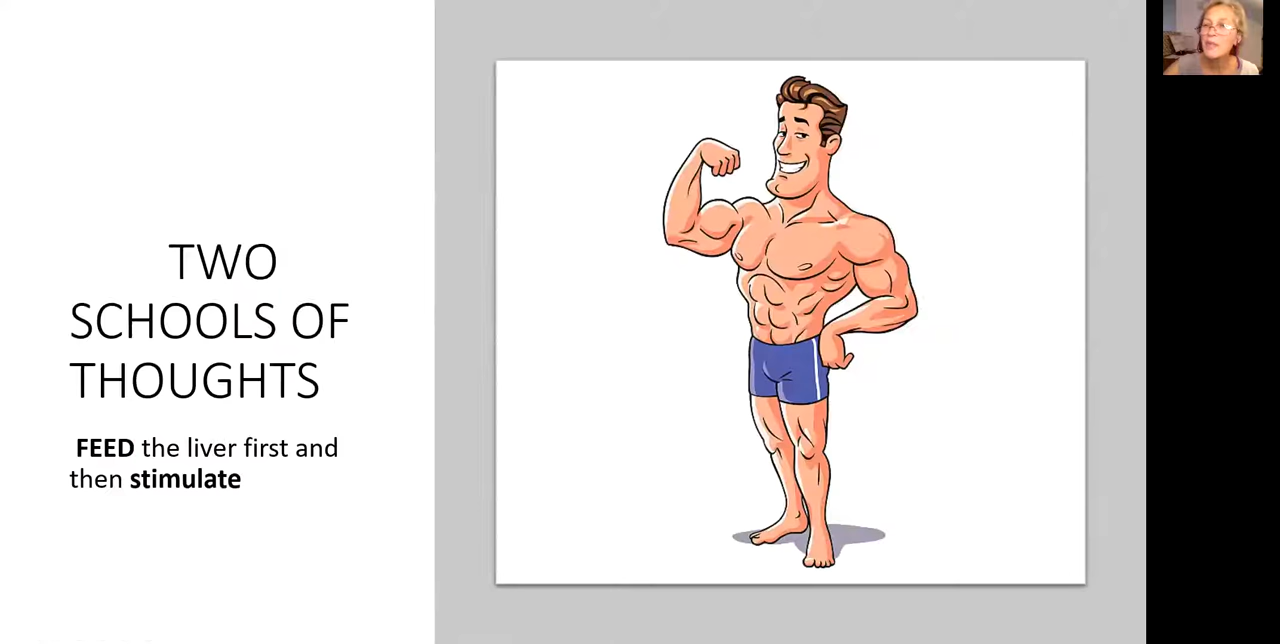 TWO
SCHOOLS OF
THOUGHTS
FEED the liver first and
then stimulate